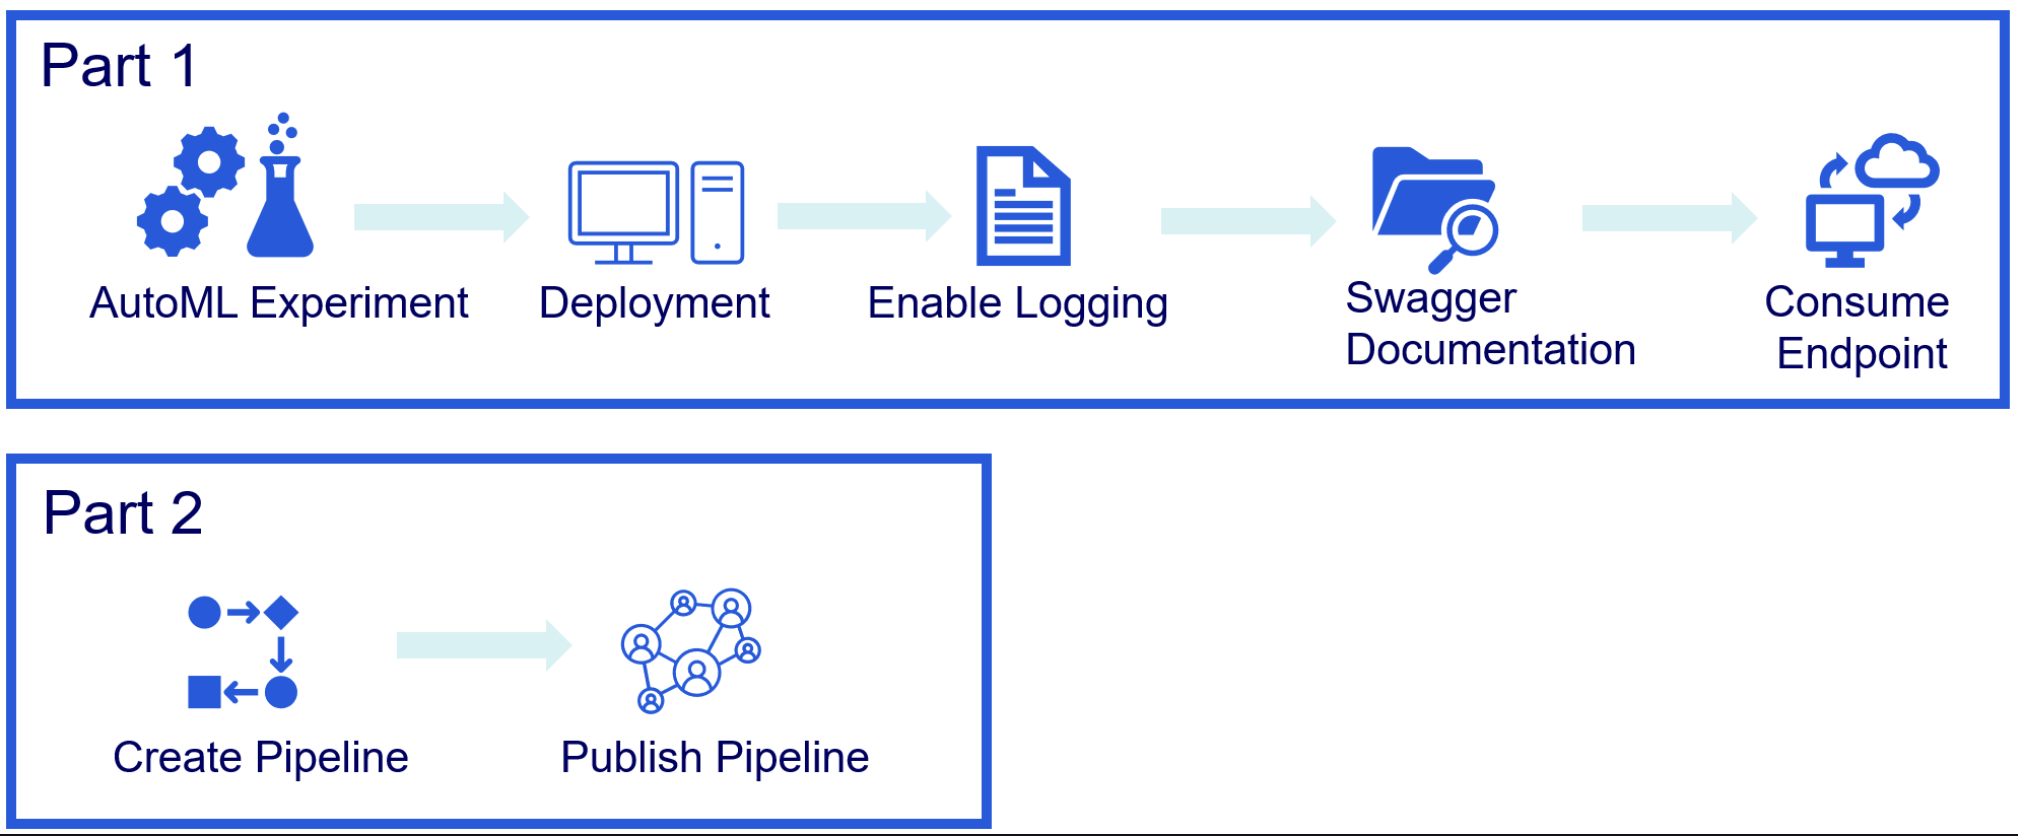 Part 1
AutoML Experiment
Deployment
Enable Logging
Swagger
Documentation
Consume
Endpoint
Part 2
Create Pipeline
Publish Pipeline